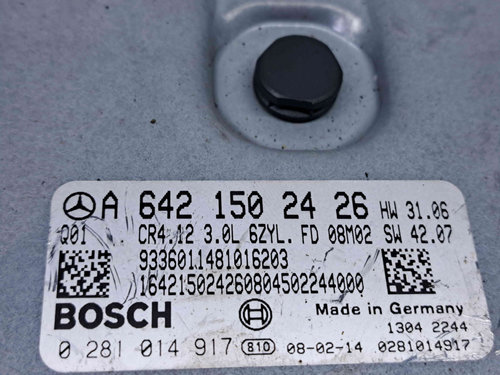 A 642 150 24 26 HW 31.06
Q01 CR4.12 3.0L 6ZYL. FD 08M02 SW 42.07
9336011481016203
164215024260804502244000
BOSCH Made in Germany
1304 2244
0 281 014 917 810 08-02-14 0281014917